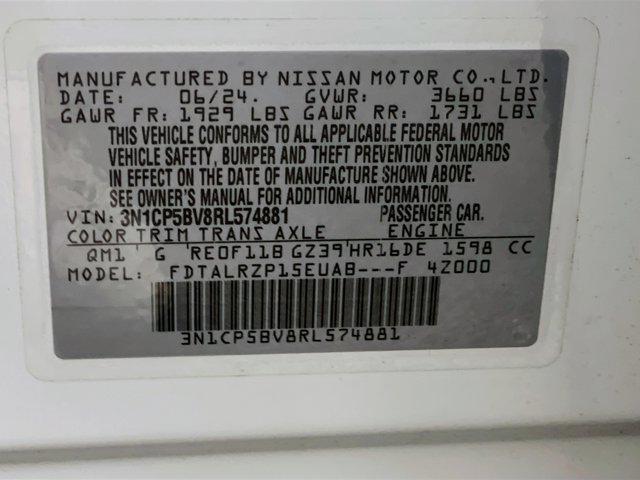 MANUFACTURED BY NISSAN MOTOR CO.,LTD.
DATE: 06/24. GVWR: 3660 LBS
GAWR FR: 1929 LBS GAWR RR: 1731 LBS
THIS VEHICLE CONFORMS TO ALL APPLICABLE FEDERAL MOTOR
VEHICLE SAFETY, BUMPER AND THEFT PREVENTION STANDARDS
IN EFFECT ON THE DATE OF MANUFACTURE SHOWN ABOVE.
SEE OWNER'S MANUAL FOR ADDITIONAL INFORMATION.
VIN: 3N1CP5BV8RL574881 PASSENGER CAR.
COLOR TRIM TRANS AXLE ENGINE
QM1 G RE0F11B GZ39 HR16DE 1598 CC
MODEL: FDTALRZP15EUAB---F 4Z000
3N1CP5BV8RL574881